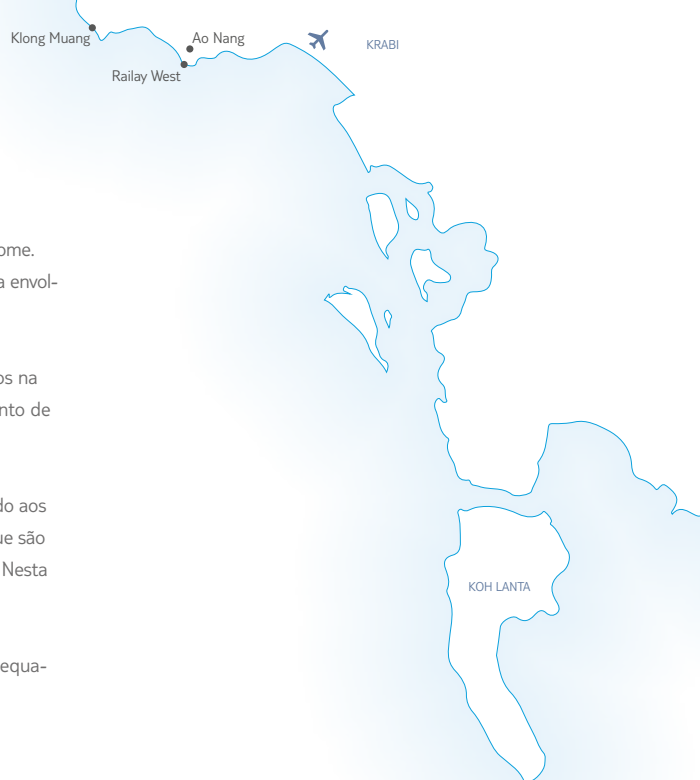 Klong Muang
Ao Nang
KRABI
Railay West
ome.
a envol-
os na
nto de
do aos
ue são
Nesta
KOH LANTA
equa-